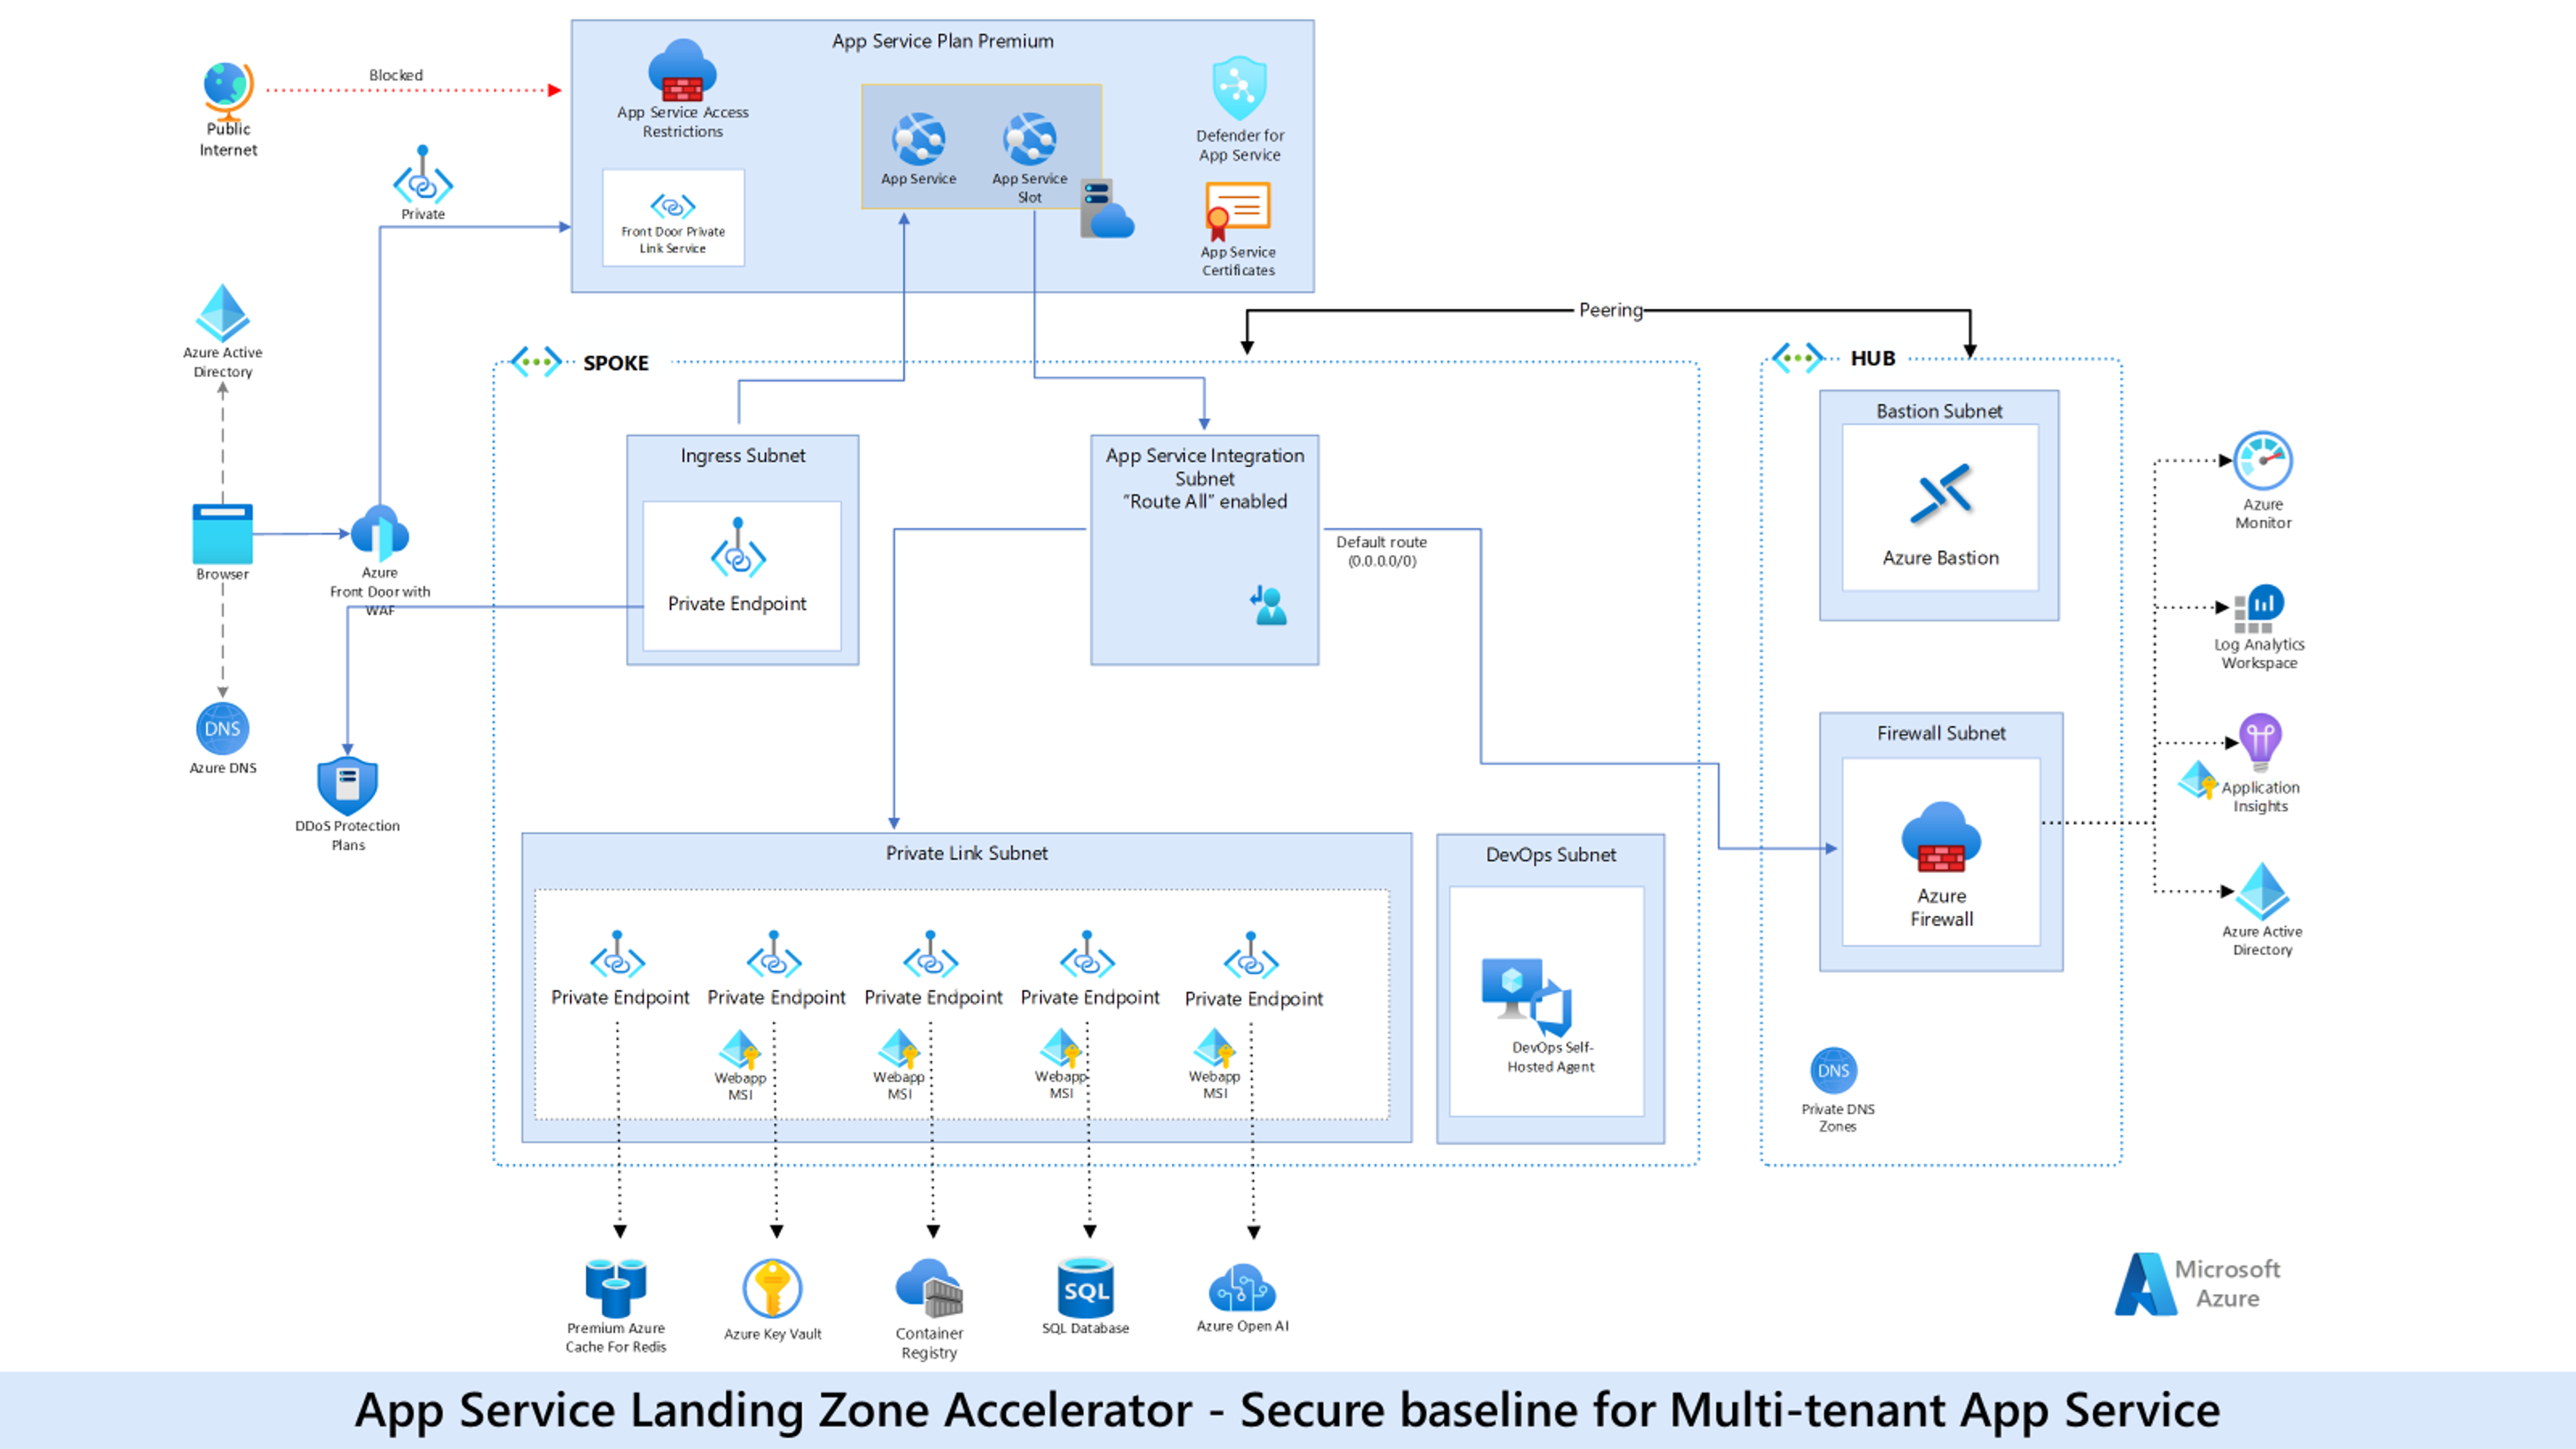 App Service Plan Premium
Blocked
Public
Internet
App Service Access
Restrictions
App Service
App Service
Slot
Defender for
App Service
Private
Front Door Private
Link Service
App Service
Certificates
Peering
Azure Active
Directory
SPOKE
HUB
Bastion Subnet
Azure Bastion
Ingress Subnet
Private Endpoint
App Service Integration
Subnet
“Route All” enabled
Default route
(0.0.0.0/0)
Browser
Azure
Front Door with
WAF
DNS
Azure DNS
DDoS Protection
Plans
Azure
Monitor
Log Analytics
Workspace
Application
Insights
Azure Active
Directory
Firewall Subnet
Azure
Firewall
DNS
Private DNS
Zones
Private Link Subnet
Private Endpoint
Private Endpoint
Private Endpoint
Private Endpoint
Private Endpoint
Webapp
MSI
Webapp
MSI
Webapp
MSI
Webapp
MSI
DevOps Subnet
DevOps Self-
Hosted Agent
Premium Azure
Cache For Redis
Azure Key Vault
Container
Registry
SQL
SQL Database
Azure Open AI
Microsoft
Azure
App Service Landing Zone Accelerator - Secure baseline for Multi-tenant App Service